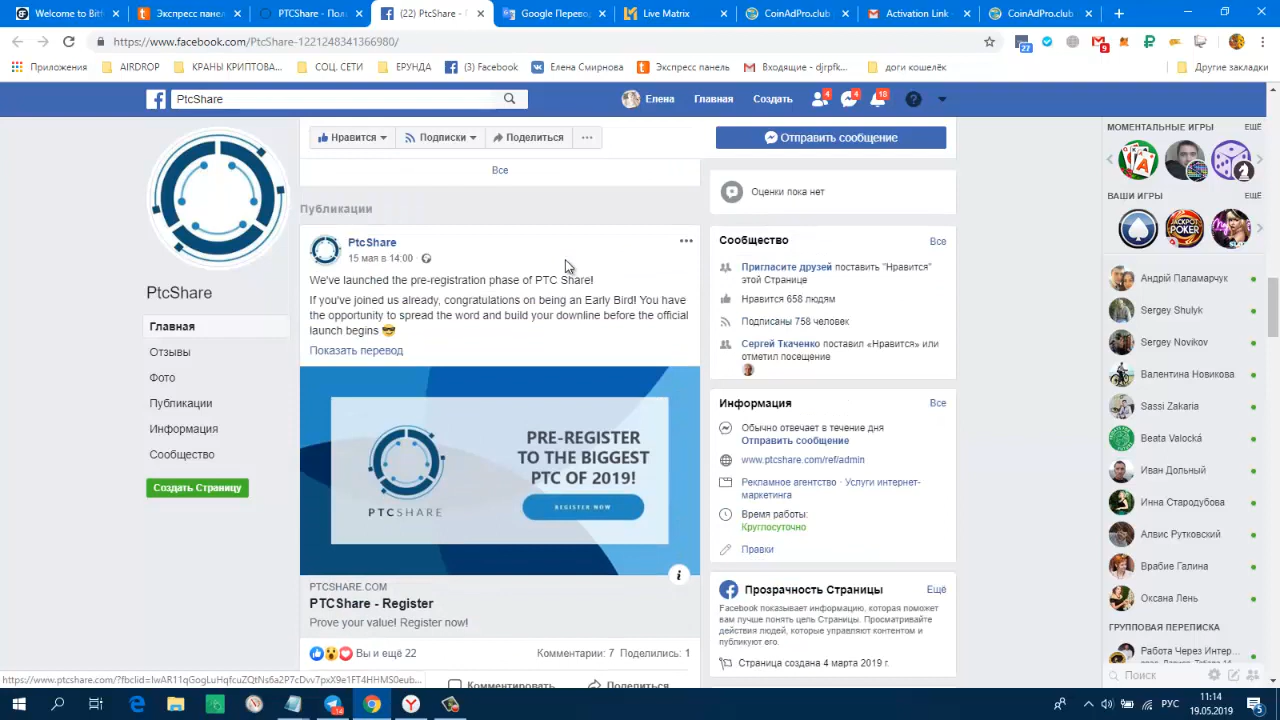 Welcome to Bitf
Экспресс панел
PTCShare - Пол
(22) PtcShare -
Google Перево
Live Matrix
CoinAdPro.club
Activation Link -
CoinAdPro.club
https://www.facebook.com/PtcShare-1221248341366980/
27
9
Приложения
AIRDROP
КРАНЫ КРИПТОВА...
СОЦ. СЕТИ
ЕРУНДА
(3) Facebook
Елена Смирнова
Экспресс панель
Входящие - djrpfk...
доги кошелёк
Другие закладки
PtcShare
Елена
Главная
Создать
4
4
18
Нравится
Подписки
Поделиться
Отправить сообщение
Все
Публикации
PtcShare
15 мая в 14:00
We've launched the pre-registration phase of PTC Share!
If you've joined us already, congratulations on being an Early Bird! You have
the opportunity to spread the word and build your downline before the official
launch begins 😎
Показать перевод
PTCSHARE
PRE-REGISTER
TO THE BIGGEST
PTC OF 2019!
REGISTER NOW
PTCSHARE.COM
PTCShare - Register
Prove your value! Register now!
Вы и ещё 22
Комментарии: 7 Поделились: 1
Комментировать
Поделиться
PtcShare
Главная
Отзывы
Фото
Публикации
Информация
Сообщество
Создать Страницу
Оценки пока нет
Сообщество
Все
Пригласите друзей поставить "Нравится"
этой Странице
Нравится 658 людям
Подписаны 758 человек
Сергей Ткаченко поставил «Нравится» или
отметил посещение
Информация
Все
Обычно отвечает в течение дня
Отправить сообщение
www.ptcshare.com/ref/admin
Рекламное агентство · Услуги интернет-
маркетинга
Время работы:
Круглосуточно
Правки
Прозрачность Страницы
Ещё
Facebook показывает информацию, которая поможет
вам лучше понять цель Страницы. Просматривайте
действия людей, которые управляют контентом и
публикуют его.
Страница создана 4 марта 2019 г.
МОМЕНТАЛЬНЫЕ ИГРЫ
ЕЩЁ
ВАШИ ИГРЫ
ЕЩЁ
JACKPOT
POKER
Андрій Паламарчук
Sergey Shulyk
Sergey Novikov
Валентина Новикова
Sassi Zakaria
Beata Valocká
Иван Дольный
Инна Стародубова
Алвис Рутковский
Врабие Галина
Оксана Лень
ГРУППОВАЯ ПЕРЕПИСКА
Работа Через Интер...
Поиск
14
РУС
11:14
19.05.2019
5